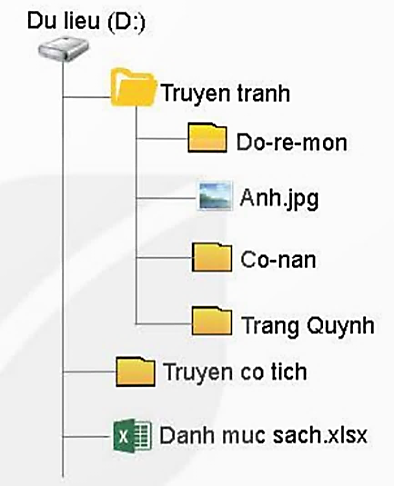 Du lieu (D:)
Truyen tranh
Do-re-mon
Anh.jpg
Co-nan
Trang Quynh
Truyen co tich
Danh muc sach.xlsx